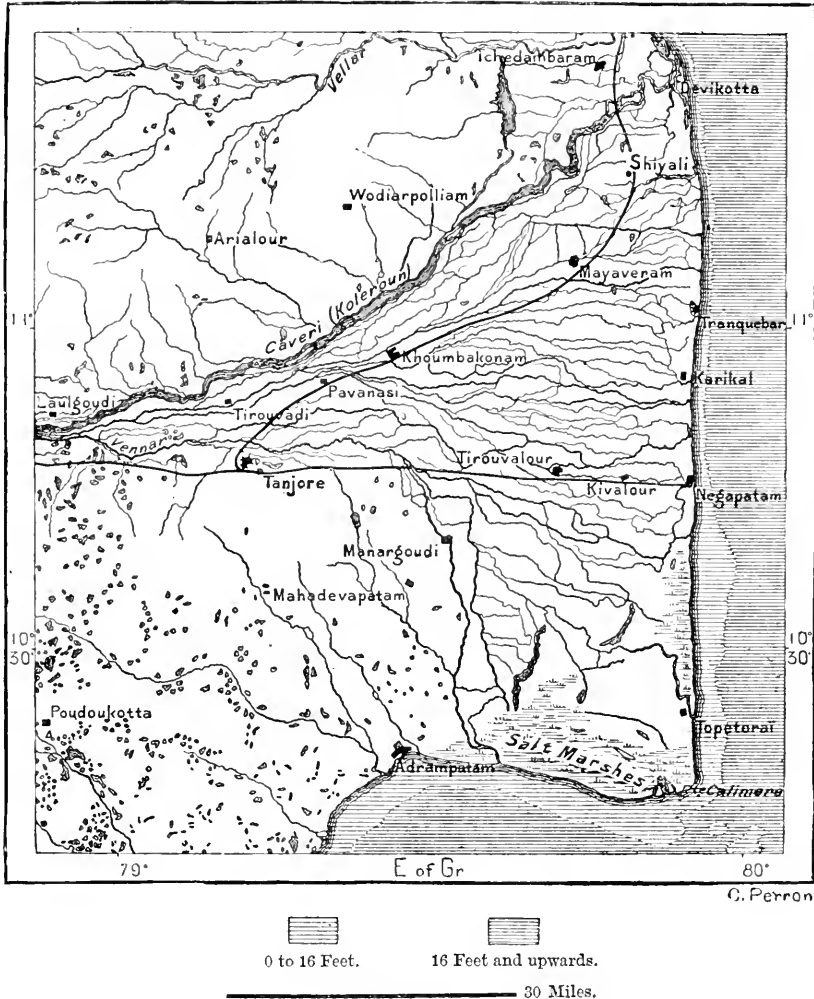 Tchedambaram
Vellar
Devikotta
Shiyali
Wodiarpolliam
Arialour
Mayaveram
Caveri (Koleroun)
11° Tranquebar 11°
Khoumbakonam
Karikal
Pavanasi
Laulgoudi
Tirouvadi
Vennar
Tirouvalour
Tanjore
Kivalour
Negapatam
Manargoudi
Mahadevapatam
10° 10°
30' 30'
Poudoukotta
Topetoraï
Salt Marshes
Adrampatam
Pte Calimere
79° E of Gr 80°
C. Perron
0 to 16 Feet. 16 Feet and upwards.
30 Miles.